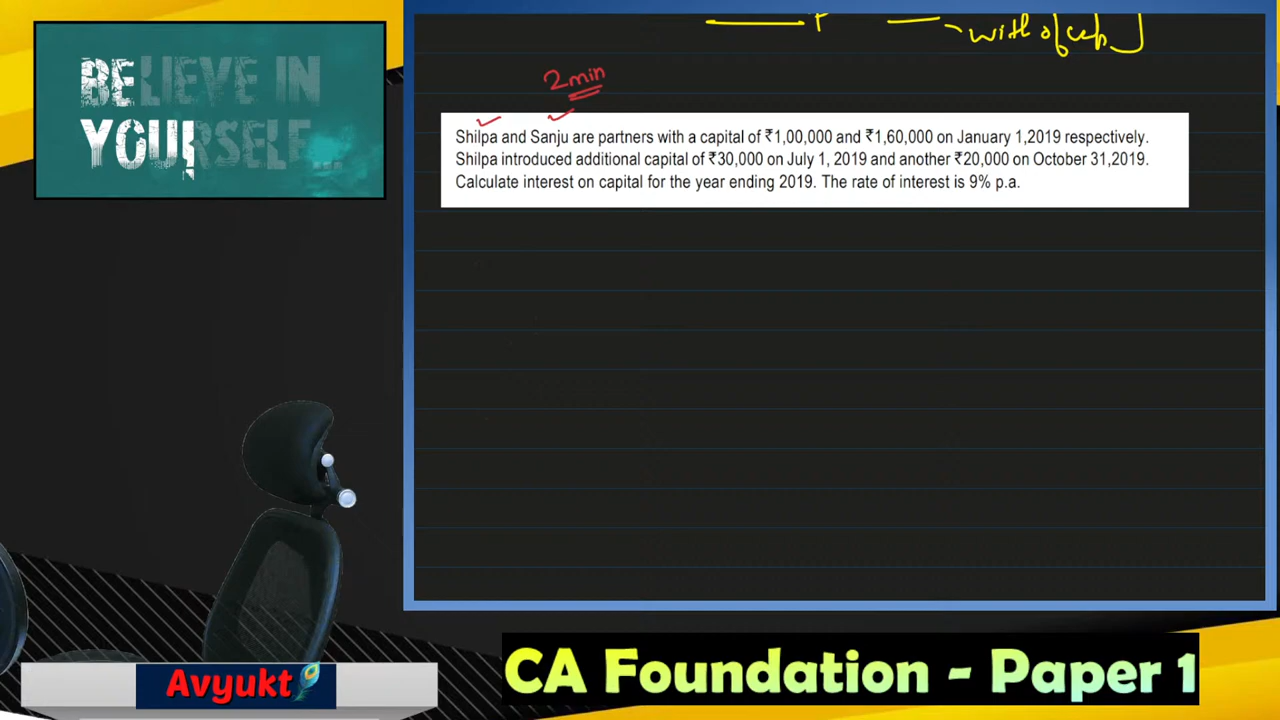 with of cap
2 min
BELIEVE IN
YOURSELF...
Shilpa and Sanju are partners with a capital of ₹1,00,000 and ₹1,60,000 on January 1,2019 respectively.
Shilpa introduced additional capital of ₹30,000 on July 1, 2019 and another ₹20,000 on October 31,2019.
Calculate interest on capital for the year ending 2019. The rate of interest is 9% p.a.
Avyukt
CA Foundation - Paper 1